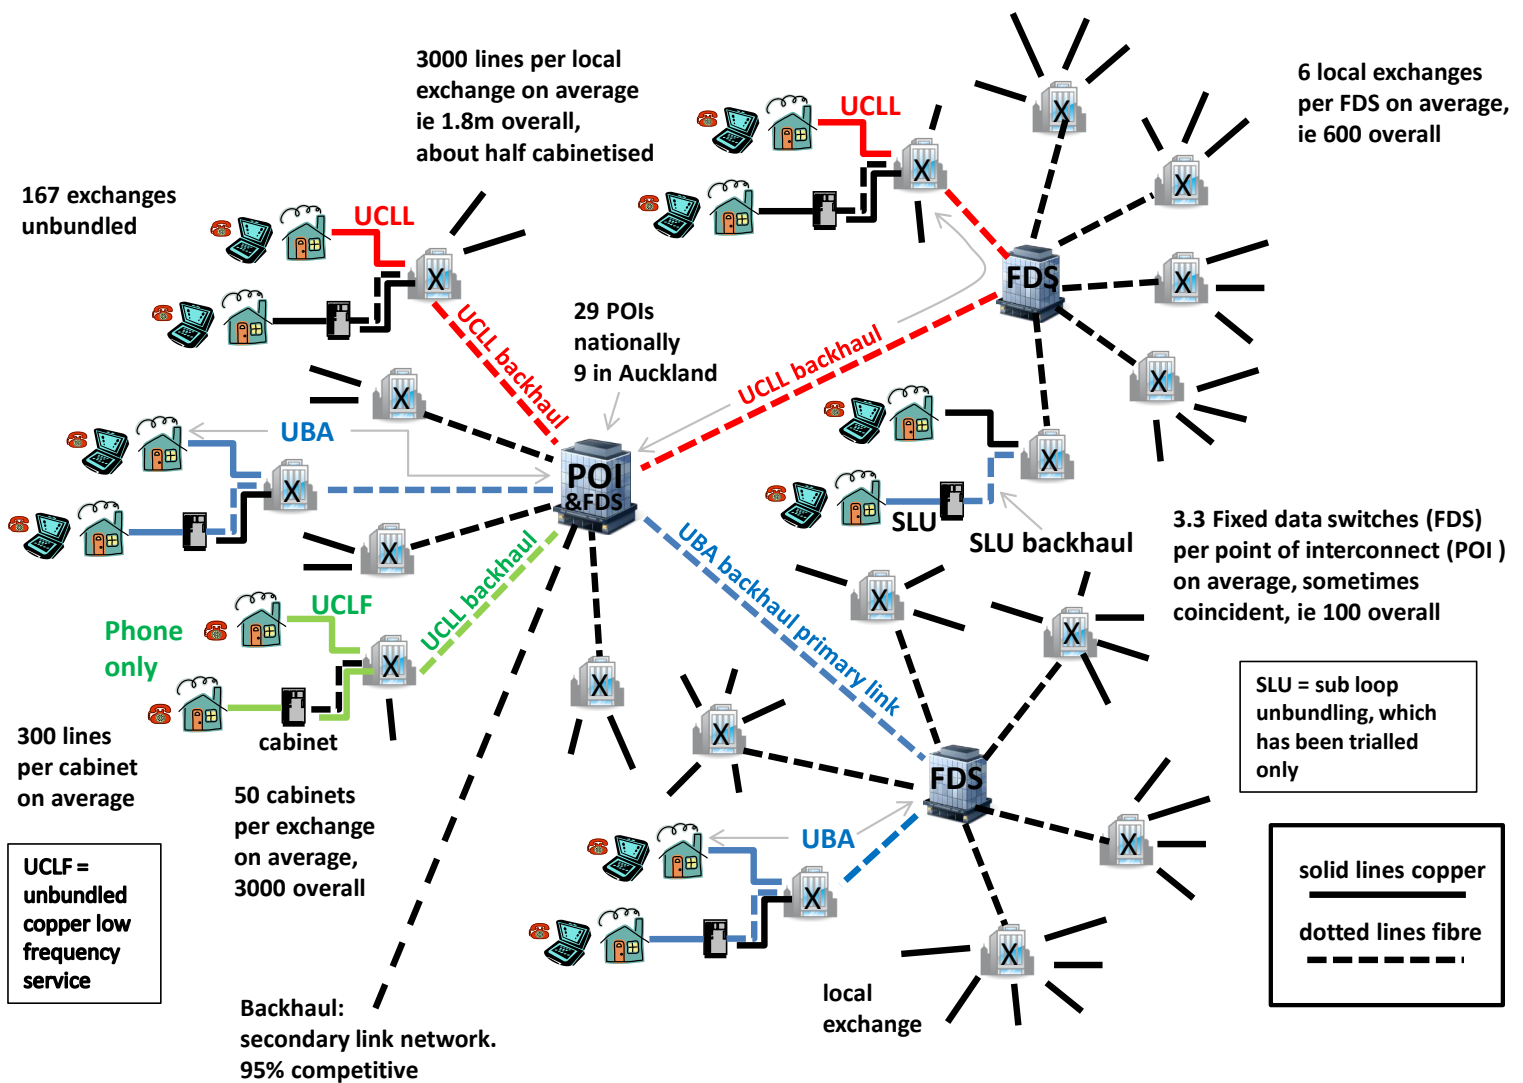 3000 lines per local
exchange on average
ie 1.8m overall,
about half cabinetised
6 local exchanges
per FDS on average,
ie 600 overall
UCLL
X
X
X
167 exchanges
unbundled
UCLL
X
X
FDS
X
UCLL backhaul
29 POIs
nationally
9 in Auckland
UCLL backhaul
X
X
UBA
X
POI
&FDS
X
SLU
SLU backhaul
3.3 Fixed data switches (FDS)
per point of interconnect (POI )
on average, sometimes
coincident, ie 100 overall
X
UCLL backhaul
UBA backhaul primary link
UCLF
Phone
only
X
X
X
X
cabinet
X
FDS
SLU = sub loop
unbundling, which
has been trialled
only
300 lines
per cabinet
on average
50 cabinets
per exchange
on average,
3000 overall
UBA
X
X
UCLF =
unbundled
copper low
frequency
service
solid lines copper
dotted lines fibre
X
local
exchange
Backhaul:
secondary link network.
95% competitive